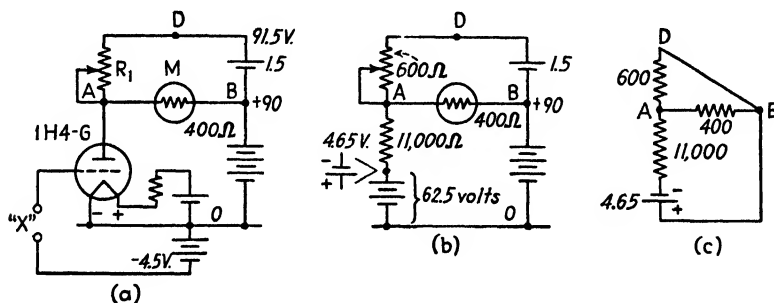 D
91.5V.
1.5
R₁
M
A
B
+90
400Ω
1H4-G
"X"
- +
0
-4.5V.
(a)
D
600Ω
1.5
A
B
+90
400Ω
4.65V.
11,000Ω
-
+
62.5 volts
0
(b)
D
600
A
B
400
11,000
4.65
-
+
(c)